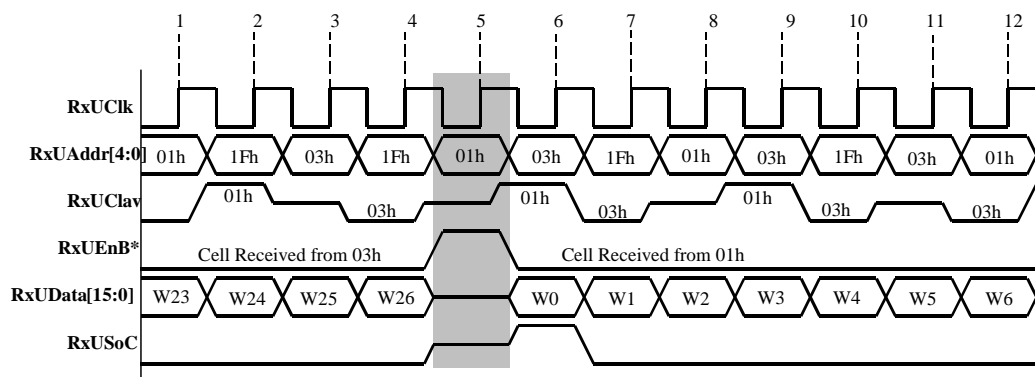 1 2 3 4 5 6 7 8 9 10 11 12
RxUClk
RxUAddr[4:0] 01h 1Fh 03h 1Fh 01h 03h 1Fh 01h 03h 1Fh 03h 01h
RxUClav 01h 03h 01h 03h 01h 03h 03h
RxUEnB* Cell Received from 03h Cell Received from 01h
RxUData[15:0] W23 W24 W25 W26 W0 W1 W2 W3 W4 W5 W6
RxUSoC